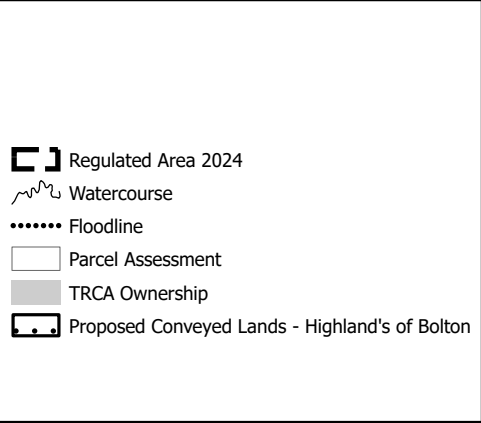 Regulated Area 2024
Watercourse
Floodline
Parcel Assessment
TRCA Ownership
Proposed Conveyed Lands - Highland's of Bolton